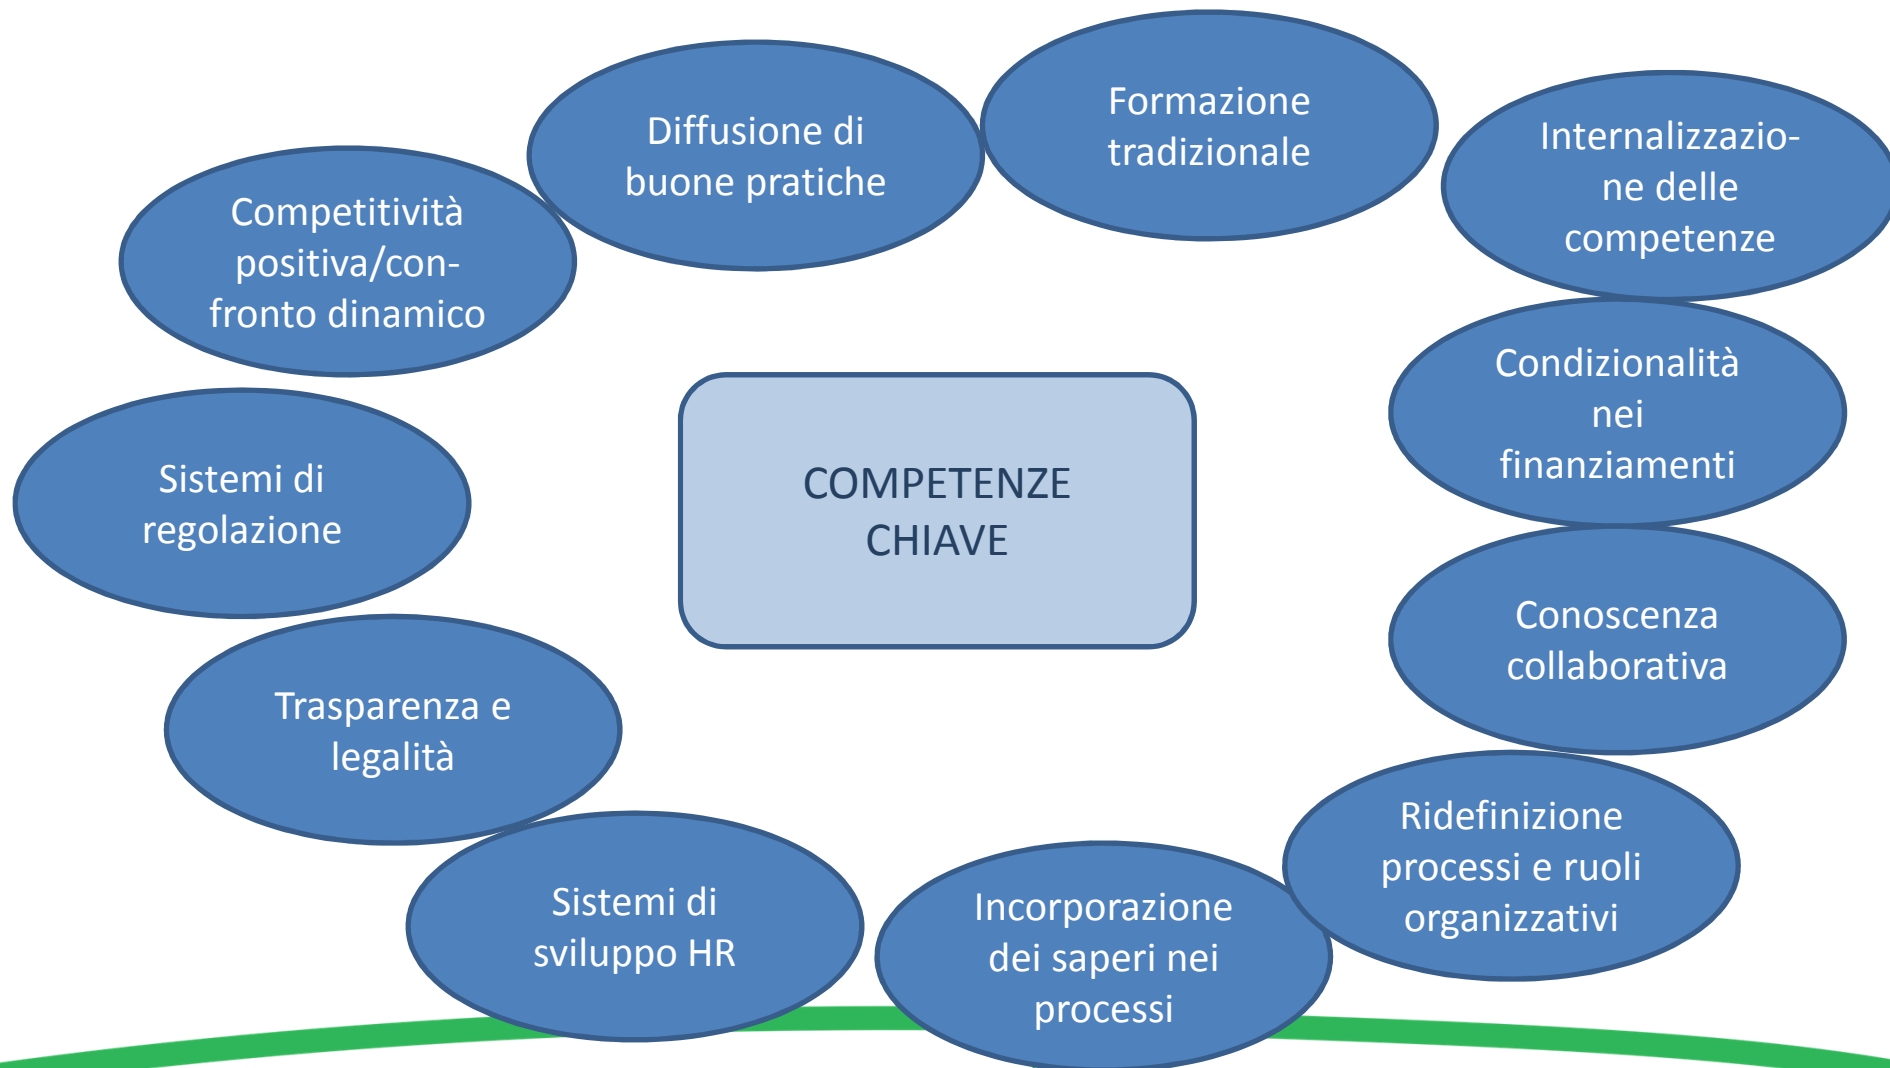 Formazione
tradizionale
Diffusione di
buone pratiche
Internalizzazio-
ne delle
competenze
Competitività
positiva/con-
fronto dinamico
Condizionalità
nei
finanziamenti
COMPETENZE
CHIAVE
Sistemi di
regolazione
Conoscenza
collaborativa
Trasparenza e
legalità
Ridefinizione
processi e ruoli
organizzativi
Sistemi di
sviluppo HR
Incorporazione
dei saperi nei
processi